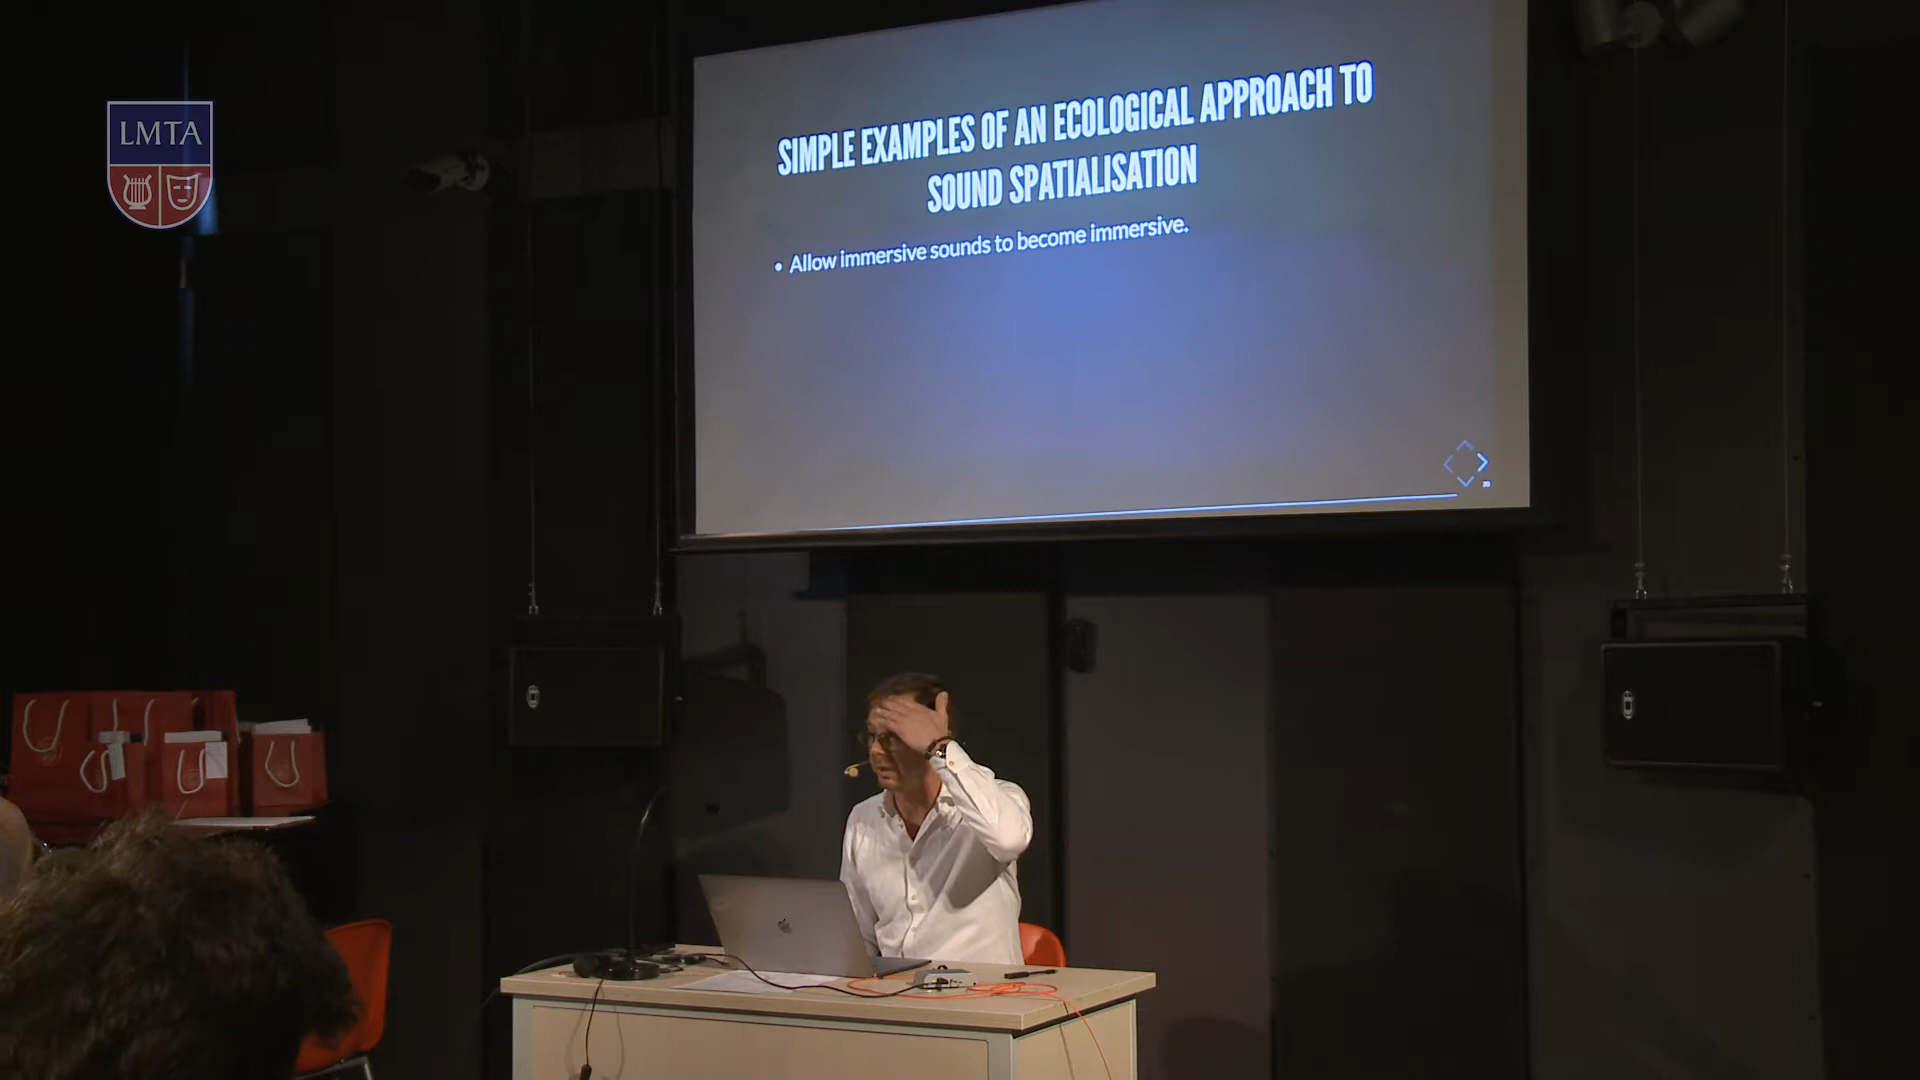 LMTA
SIMPLE EXAMPLES OF AN ECOLOGICAL APPROACH TO
SOUND SPATIALISATION
• Allow immersive sounds to become immersive.